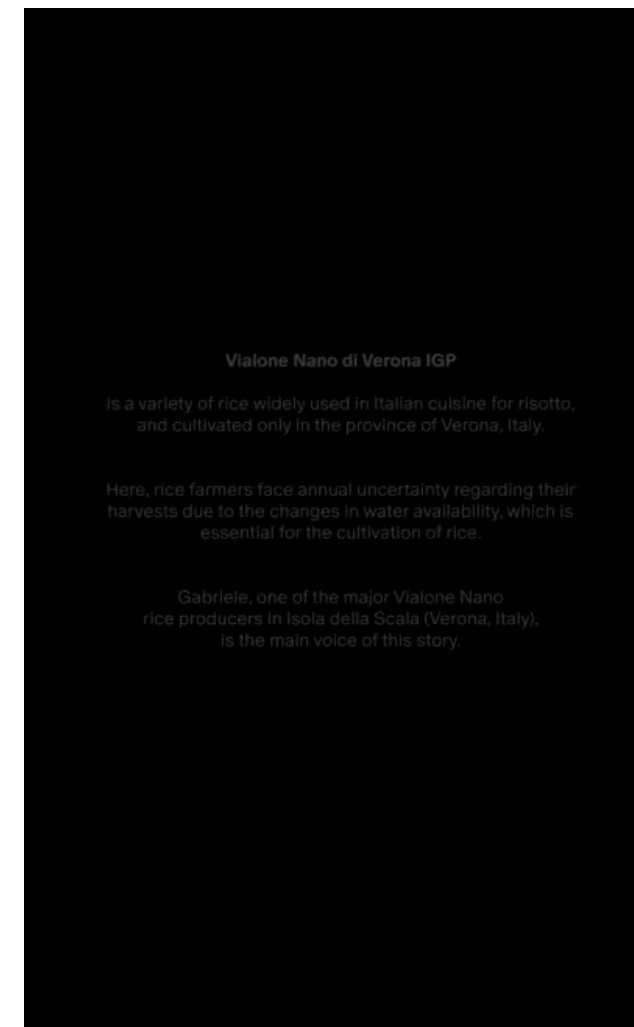 Vialone Nano di Verona IGP
is a variety of rice widely used in Italian cuisine for risotto,
and cultivated only in the province of Verona, Italy.
Here, rice farmers face annual uncertainty regarding their
harvests due to the changes in water availability, which is
essential for the cultivation of rice.
Gabriele, one of the major Vialone Nano
rice producers in Isola della Scala (Verona, Italy),
is the main voice of this story.